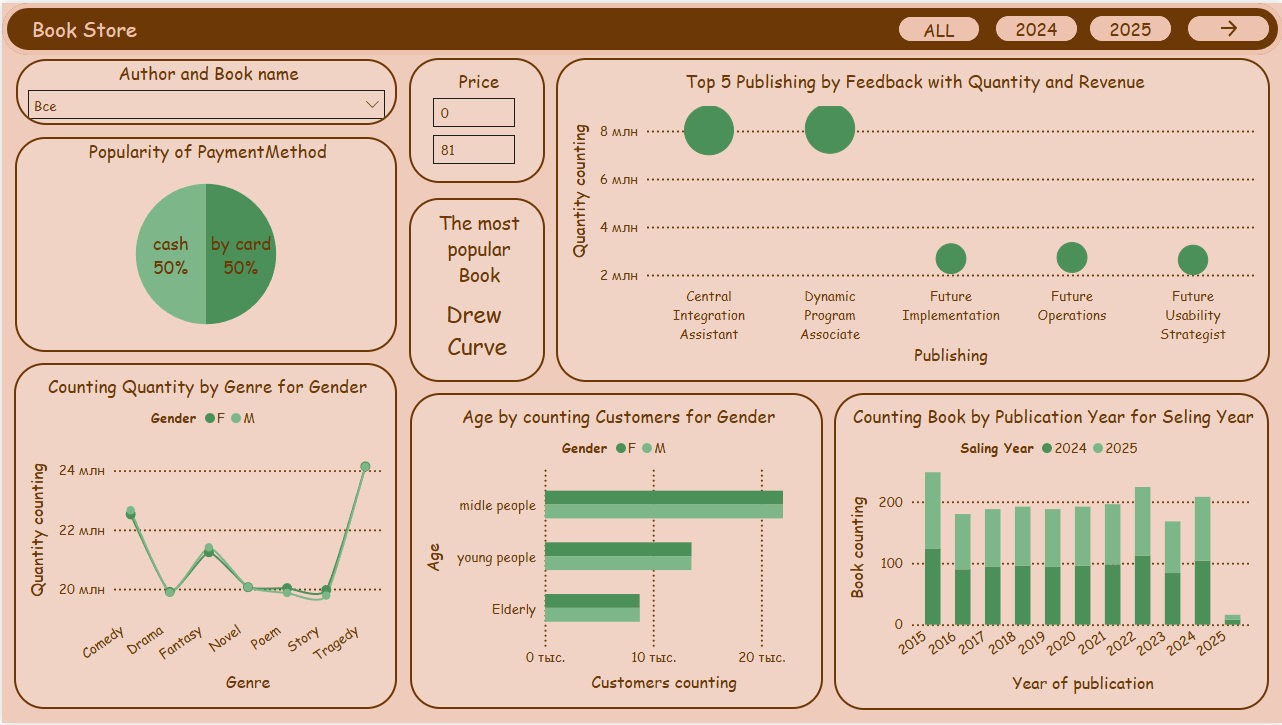 Book Store
ALL
2024
2025
Author and Book name
Все
Popularity of PaymentMethod
cash
50%
by card
50%
Price
0
81
The most
popular
Book
Drew
Curve
Top 5 Publishing by Feedback with Quantity and Revenue
Quantity counting
8 млн
6 млн
4 млн
2 млн
Central
Integration
Assistant
Dynamic
Program
Associate
Future
Implementation
Future
Operations
Future
Usability
Strategist
Publishing
Counting Quantity by Genre for Gender
Gender F M
Quantity counting
24 млн
22 млн
20 млн
Comedy
Drama
Fantasy
Novel
Poem
Story
Tragedy
Genre
Age by counting Customers for Gender
Gender F M
Age
midle people
young people
Elderly
0 тыс.
10 тыс.
20 тыс.
Customers counting
Counting Book by Publication Year for Seling Year
Saling Year 2024 2025
Book counting
200
100
0
2015
2016
2017
2018
2019
2020
2021
2022
2023
2024
2025
Year of publication